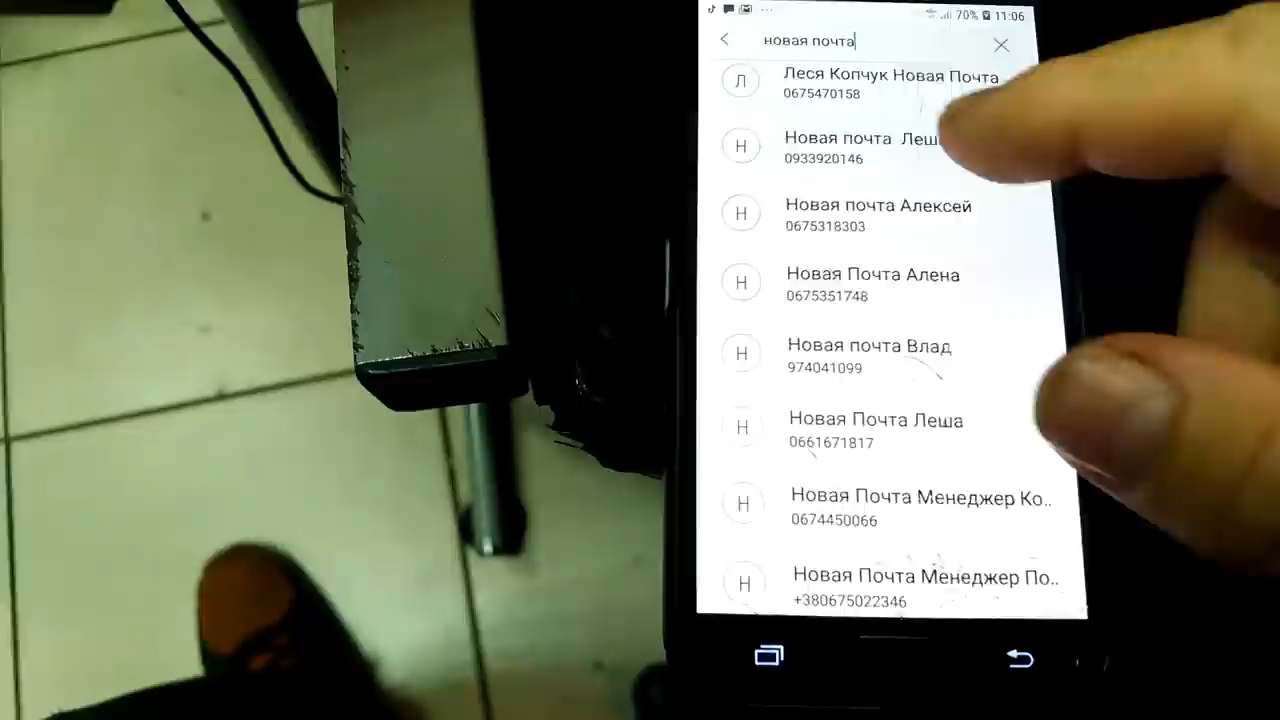 70% 11:06
новая почта
Л Леся Копчук Новая Почта
0675470158
Н Новая почта Леш
0933920146
Н Новая почта Алексей
0675318303
Н Новая Почта Алена
0675351748
Н Новая почта Влад
974041099
Н Новая Почта Леша
0661671817
Н Новая Почта Менеджер Ко..
0674450066
Н Новая Почта Менеджер По..
+380675022346